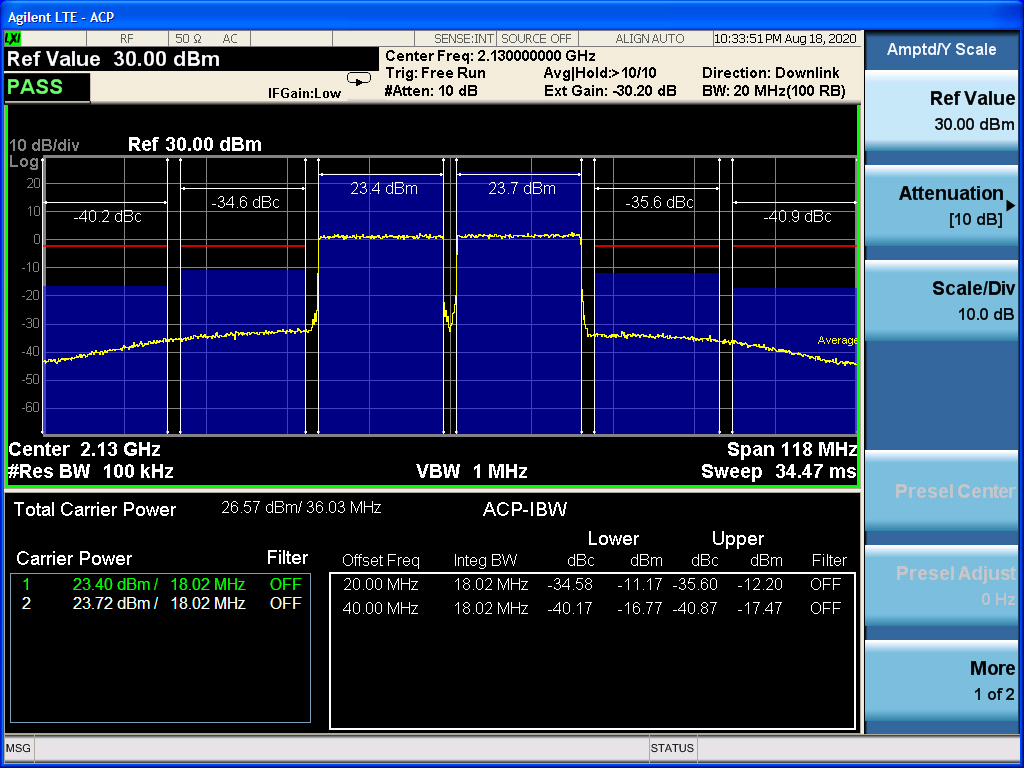 Agilent LTE - ACP
LXI RF 50 Ω AC SENSE:INT SOURCE OFF ALIGN AUTO 10:33:51 PM Aug 18, 2020
Ref Value 30.00 dBm
PASS
IFGain:Low
Center Freq: 2.130000000 GHz
Trig: Free Run Avg|Hold:>10/10 Direction: Downlink
#Atten: 10 dB Ext Gain: -30.20 dB BW: 20 MHz(100 RB)
Amptd/Y Scale
Ref Value
30.00 dBm
Attenuation
[10 dB]
Scale/Div
10.0 dB
Presel Center
Presel Adjust
0 Hz
More
1 of 2
10 dB/div Ref 30.00 dBm
Log
20
10
0
-10
-20
-30
-40
-50
-60
-40.2 dBc
-34.6 dBc
23.4 dBm
23.7 dBm
-35.6 dBc
-40.9 dBc
Average
Center 2.13 GHz Span 118 MHz
#Res BW 100 kHz VBW 1 MHz Sweep 34.47 ms
Total Carrier Power 26.57 dBm/ 36.03 MHz ACP-IBW
Lower Upper
Carrier Power Filter
Offset Freq Integ BW dBc dBm dBc dBm Filter
1 23.40 dBm / 18.02 MHz OFF
2 23.72 dBm / 18.02 MHz OFF
20.00 MHz 18.02 MHz -34.58 -11.17 -35.60 -12.20 OFF
40.00 MHz 18.02 MHz -40.17 -16.77 -40.87 -17.47 OFF
MSG STATUS